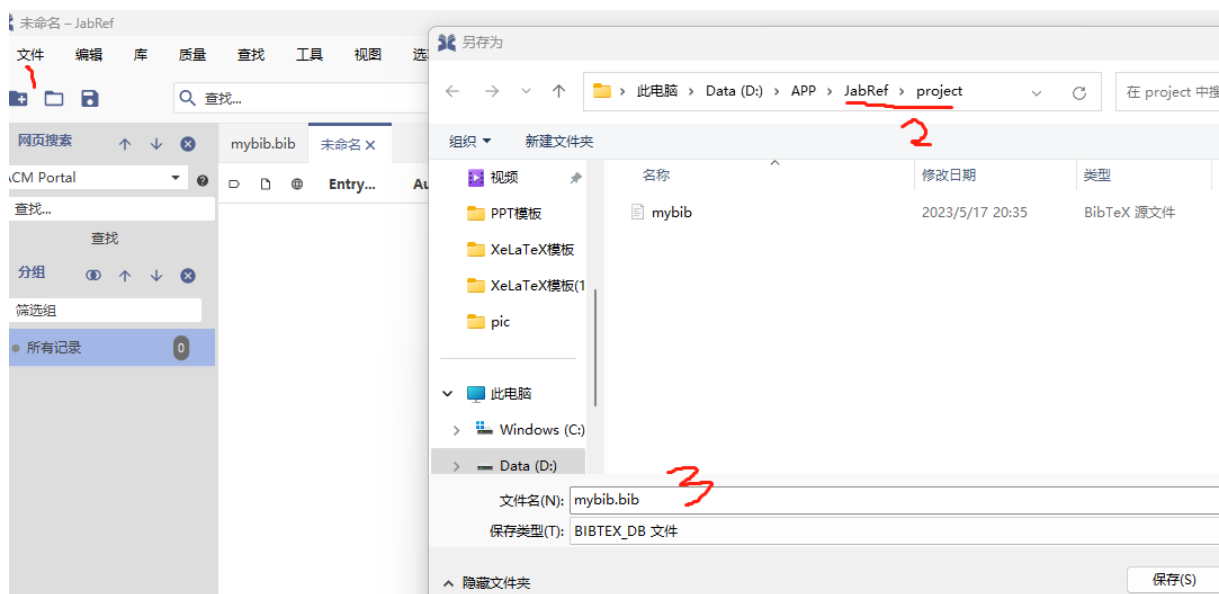 未命名 – JabRef
文件 编辑 库 质量 查找 工具 视图 选
1
查找...
网页搜索
ACM Portal
查找...
查找
分组
筛选组
所有记录 0
mybib.bib 未命名
Entry... Au
另存为
此电脑 > Data (D:) > APP > JabRef > project
在 project 中搜
2
组织 新建文件夹
视频
PPT模板
XeLaTeX模板
XeLaTeX模板(1
pic
此电脑
Windows (C:)
Data (D:)
名称 修改日期 类型
mybib 2023/5/17 20:35 BibTeX 源文件
3
文件名(N): mybib.bib
保存类型(T): BIBTEX_DB 文件
隐藏文件夹
保存(S)